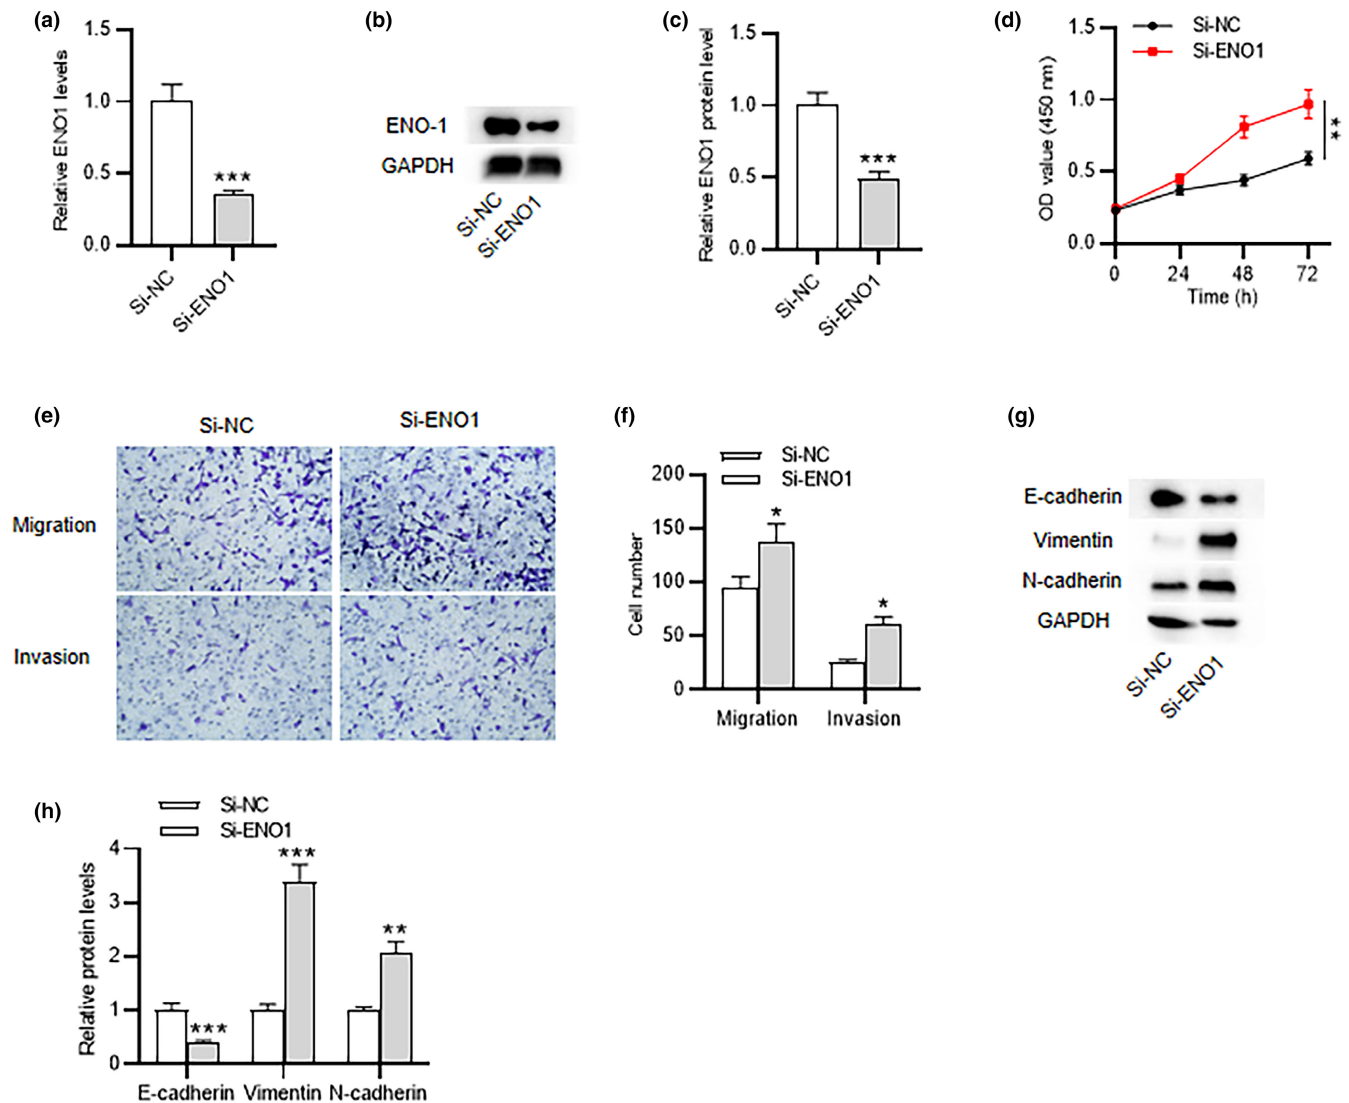 (a)
1.5
1.0
0.5
0.0
Relative ENO1 levels
***
Si-NC
Si-ENO1
(b)
ENO-1
GAPDH
Si-NC
Si-ENO1
(c)
1.5
1.0
0.5
0.0
Relative ENO1 protein level
***
Si-NC
Si-ENO1
(d)
Si-NC
Si-ENO1
1.5
1.0
0.5
0.0
OD value (450 nm)
**
0 24 48 72
Time (h)
(e)
Si-NC Si-ENO1
Migration
Invasion
(f)
Si-NC
Si-ENO1
200
150
100
50
0
Cell number
*
*
Migration Invasion
(g)
E-cadherin
Vimentin
N-cadherin
GAPDH
Si-NC
Si-ENO1
(h)
Si-NC
Si-ENO1
4
3
2
1
0
Relative protein levels
***
***
**
E-cadherin Vimentin N-cadherin